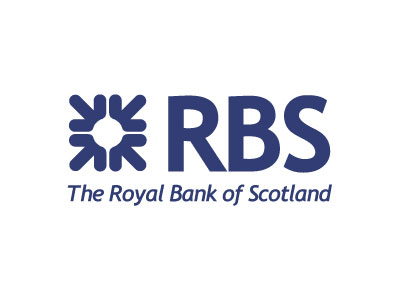 RBS
The Royal Bank of Scotland